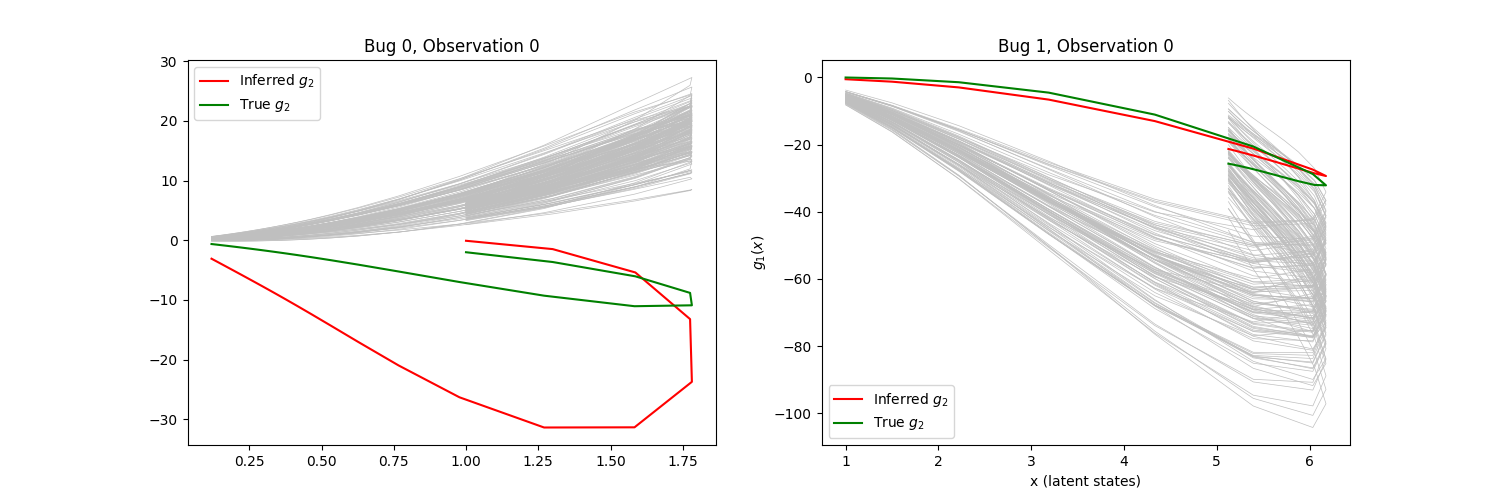 Bug 0, Observation 0
30
20
10
0
−10
−20
−30
0.25 0.50 0.75 1.00 1.25 1.50 1.75
Inferred g₂
True g₂
Bug 1, Observation 0
0
−20
−40
−60
−80
−100
g₁(x)
Inferred g₂
True g₂
1 2 3 4 5 6
x (latent states)